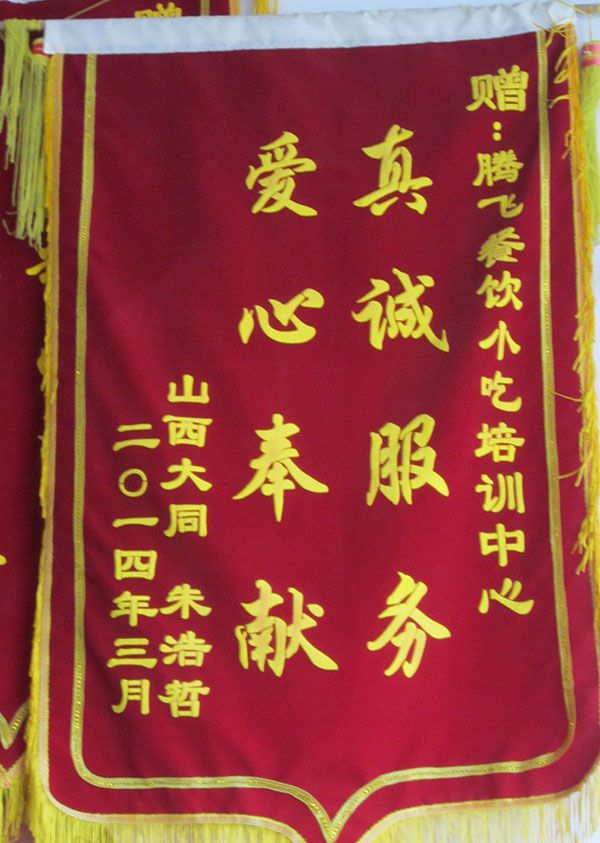 赠:腾飞餐饮小吃培训中心
真诚服务
爱心奉献
山西大同 朱浩哲
二〇一四年三月
赠